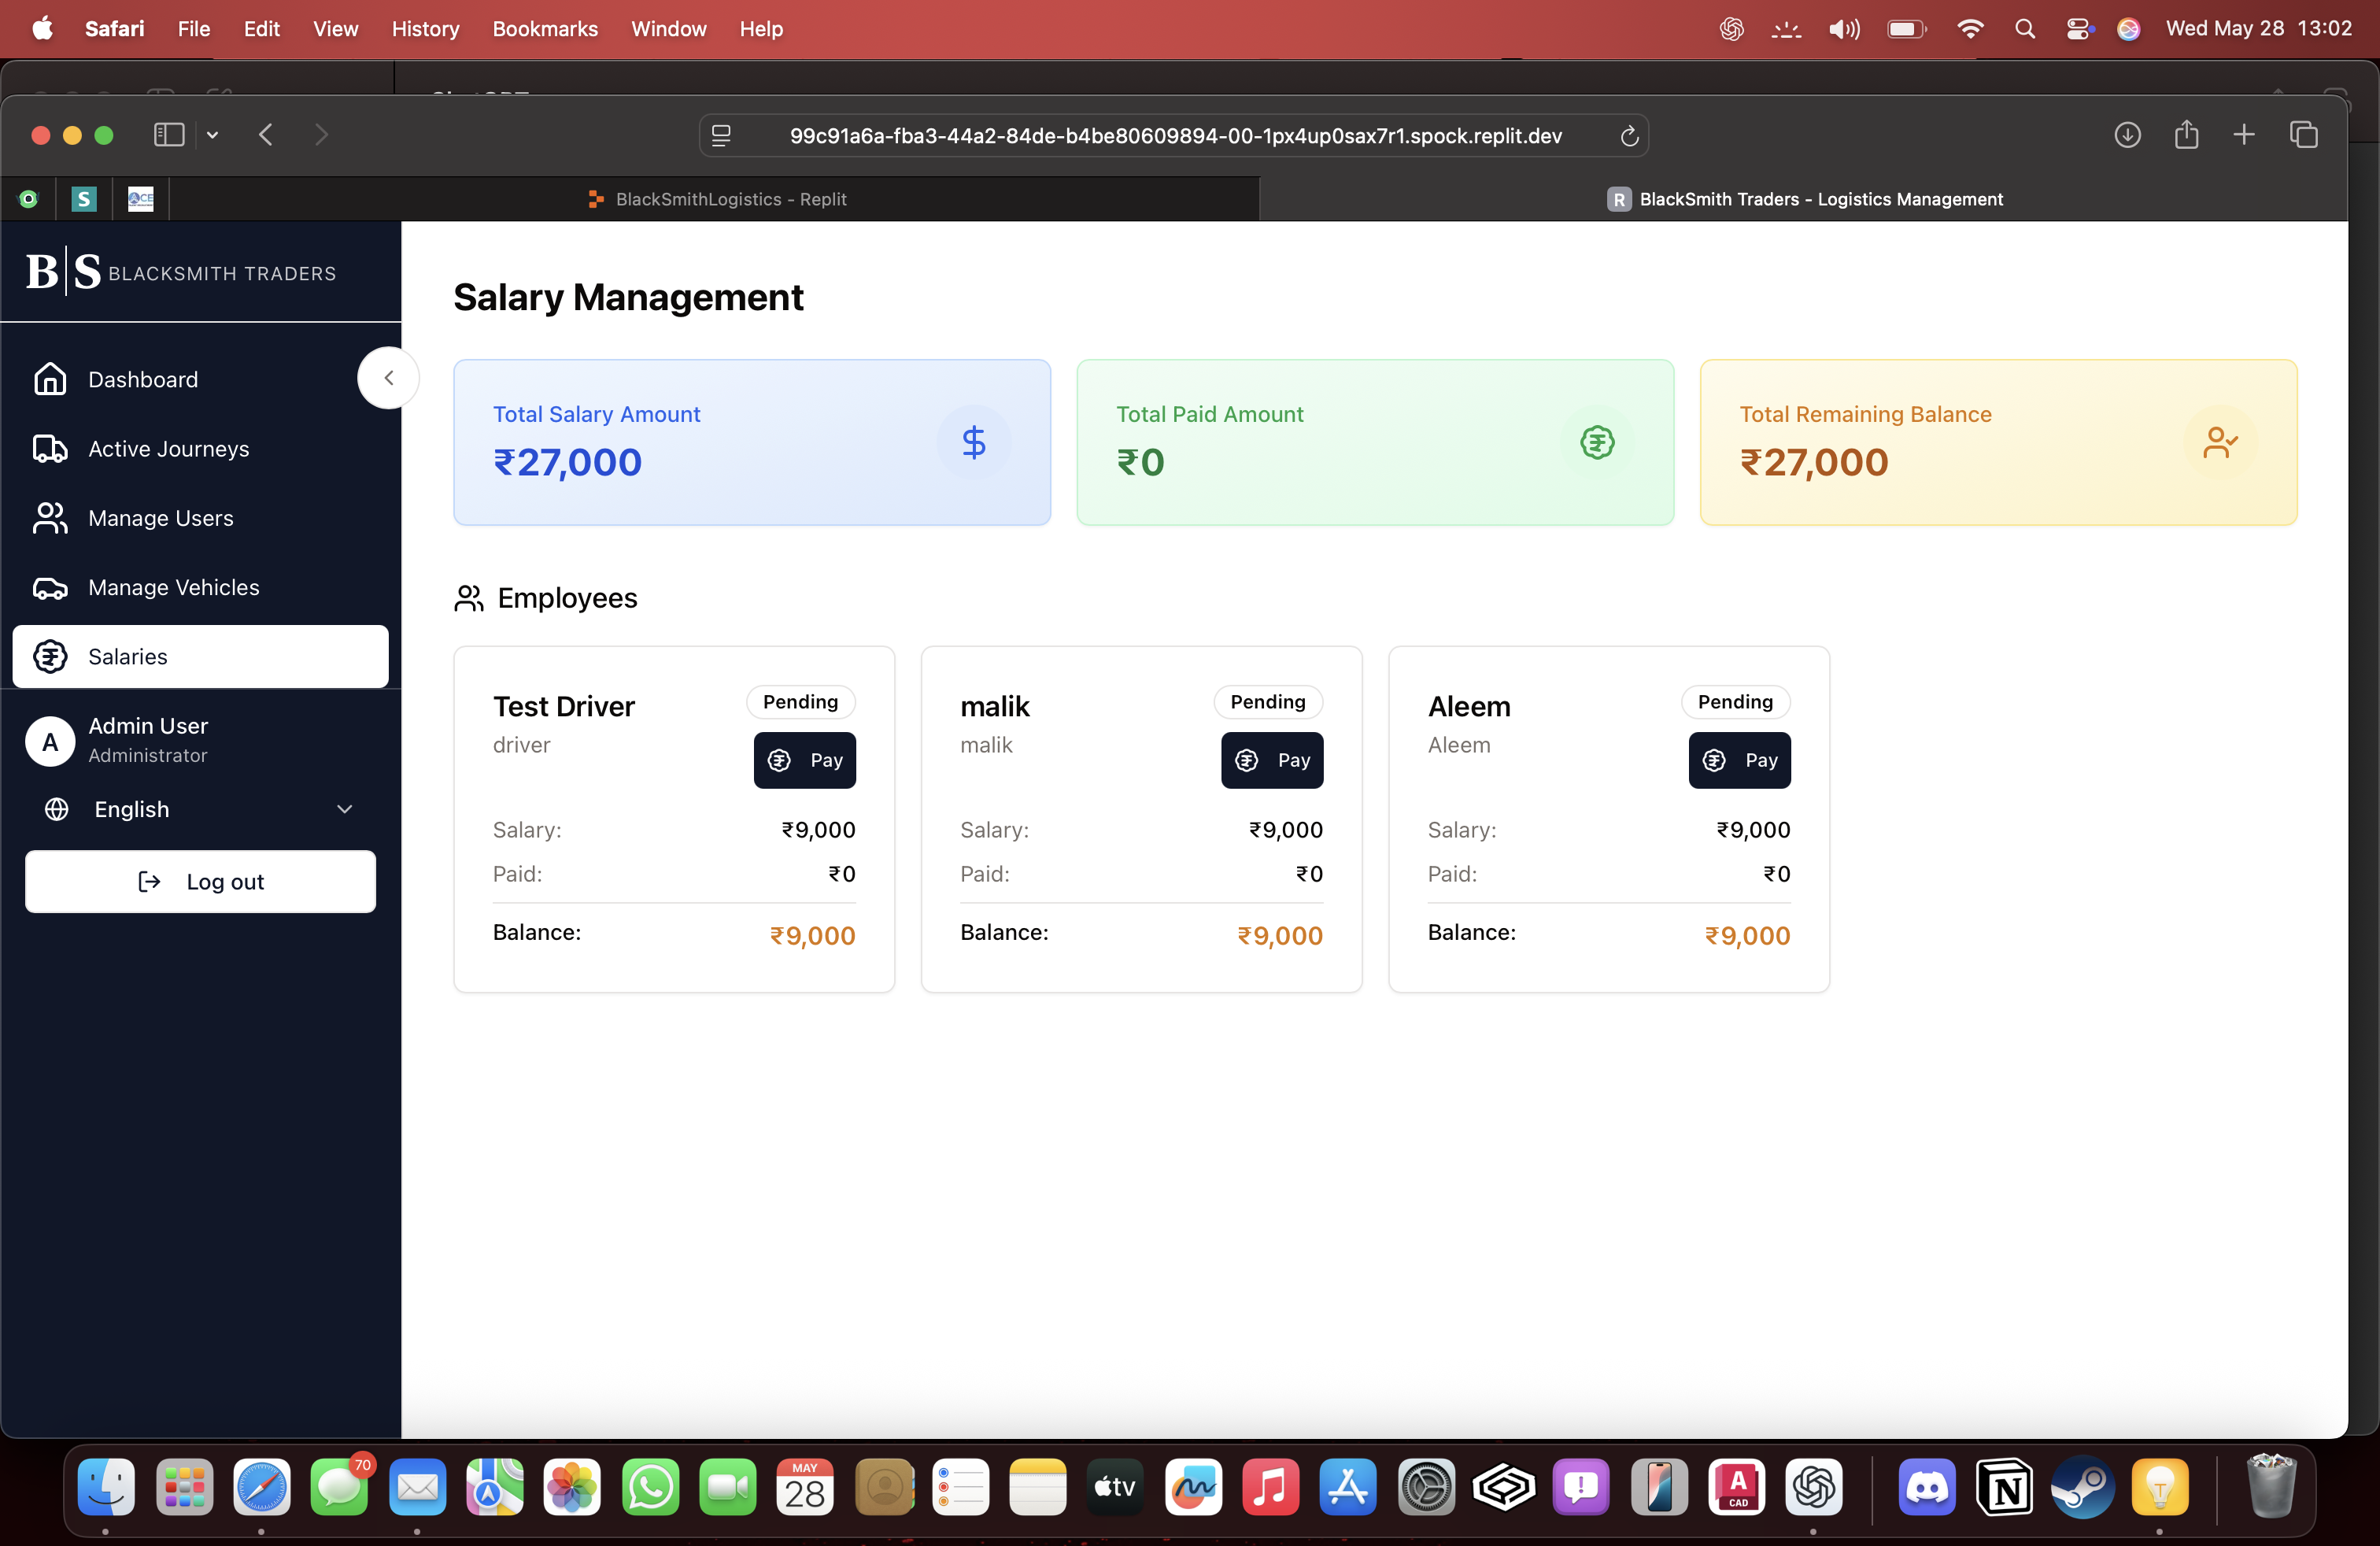 Safari File Edit View History Bookmarks Window Help Wed May 28 13:02
99c91a6a-fba3-44a2-84de-b4be80609894-00-1px4up0sax7r1.spock.replit.dev
S ACE BlackSmithLogistics - Replit R BlackSmith Traders - Logistics Management
B|S BLACKSMITH TRADERS
Dashboard
Active Journeys
Manage Users
Manage Vehicles
Salaries
A Admin User
Administrator
English
Log out
Salary Management
Total Salary Amount
₹27,000
$
Total Paid Amount
₹0
₹
Total Remaining Balance
₹27,000
Employees
Test Driver Pending
driver
₹ Pay
Salary: ₹9,000
Paid: ₹0
Balance: ₹9,000
malik Pending
malik
₹ Pay
Salary: ₹9,000
Paid: ₹0
Balance: ₹9,000
Aleem Pending
Aleem
₹ Pay
Salary: ₹9,000
Paid: ₹0
Balance: ₹9,000
70
MAY
28
tv
A
CAD
N
T